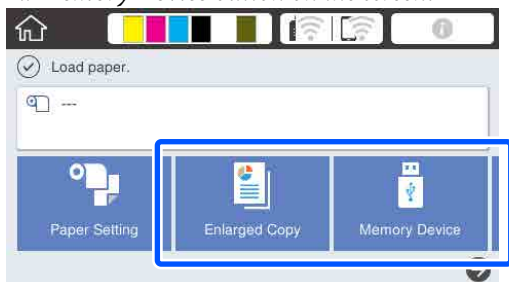 Load paper.
---
Paper Setting
Enlarged Copy
Memory Device